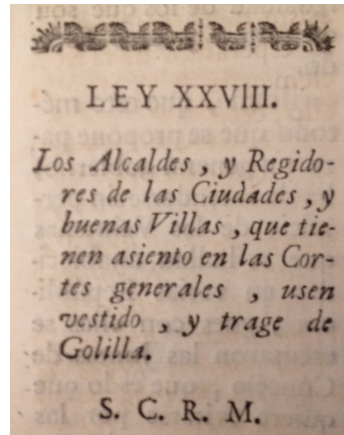 LEY XXVIII.
Los Alcaldes, y Regido-
res de las Ciudades, y
buenas Villas, que tie-
nen asiento en las Cor-
tes generales, usen
vestido, y trage de
Golilla.
S. C. R. M.